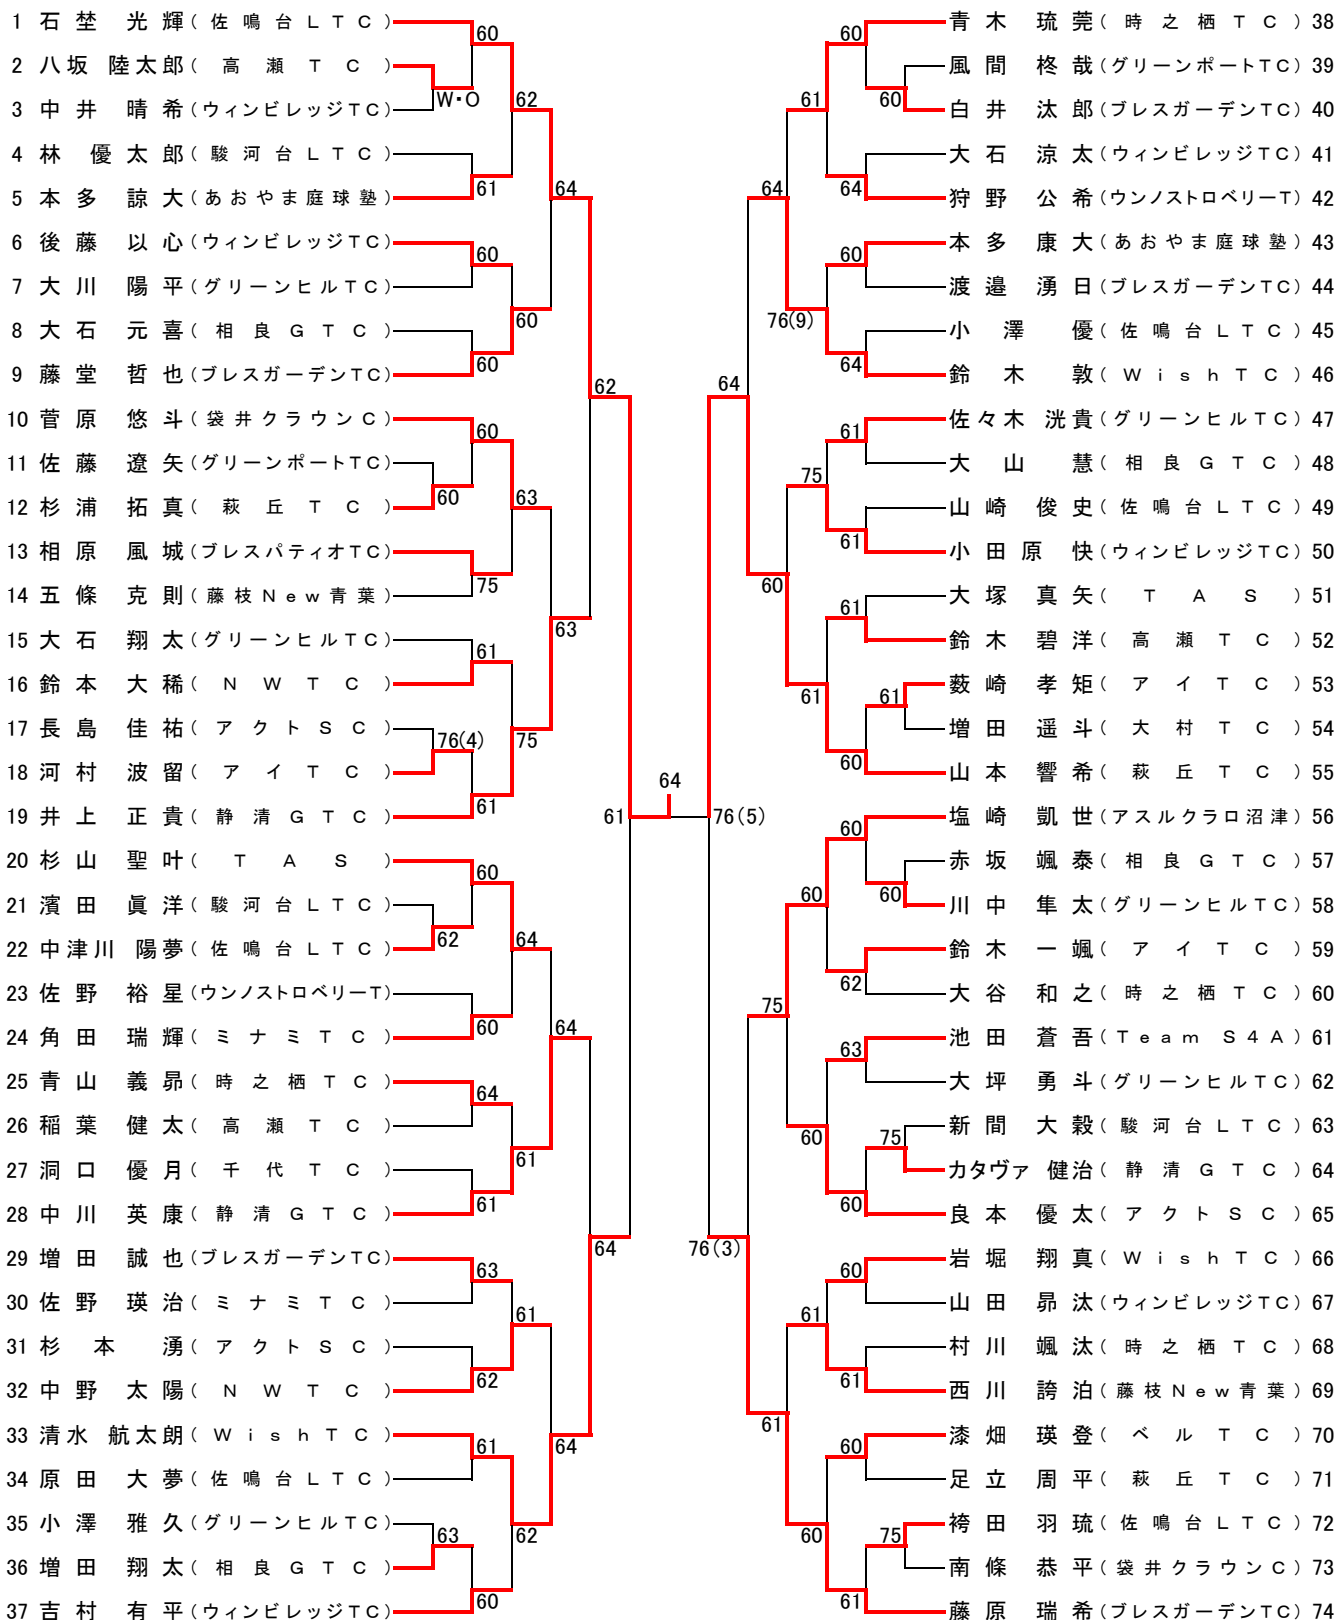 1 石埜 光輝 (佐鳴台LTC)
2 八坂 陸太郎 (高瀬TC)
3 中井 晴希 (ウィンビレッジTC)
4 林 優太郎 (駿河台LTC)
5 本多 諒大 (あおやま庭球塾)
6 後藤 以心 (ウィンビレッジTC)
7 大川 陽平 (グリーンヒルTC)
8 大石 元喜 (相良GTC)
9 藤堂 哲也 (ブレスガーデンTC)
10 菅原 悠斗 (袋井クラウンC)
11 佐藤 遼矢 (グリーンポートTC)
12 杉浦 拓真 (萩丘TC)
13 相原 風城 (ブレスパティオTC)
14 五條 克則 (藤枝New青葉)
15 大石 翔太 (グリーンヒルTC)
16 鈴本 大稀 (NWTC)
17 長島 佳祐 (アクトSC)
18 河村 波留 (アイTC)
19 井上 正貴 (静清GTC)
20 杉山 聖叶 (TAS)
21 濱田 眞洋 (駿河台LTC)
22 中津川 陽夢 (佐鳴台LTC)
23 佐野 裕星 (ウンノストロベリーT)
24 角田 瑞輝 (ミナミTC)
25 青山 義昴 (時之栖TC)
26 稲葉 健太 (高瀬TC)
27 洞口 優月 (千代TC)
28 中川 英康 (静清GTC)
29 増田 誠也 (ブレスガーデンTC)
30 佐野 瑛治 (ミナミTC)
31 杉本 湧 (アクトSC)
32 中野 太陽 (NWTC)
33 清水 航太朗 (WishTC)
34 原田 大夢 (佐鳴台LTC)
35 小澤 雅久 (グリーンヒルTC)
36 増田 翔太 (相良GTC)
37 吉村 有平 (ウィンビレッジTC)
60
W・O
61
60
60
60
60
75
61
76(4)
61
60
62
60
64
61
63
62
61
63
60
62
60
63
75
64
61
61
62
64
63
64
64
62
64
61
64
76(5)
64
76(3)
64
60
75
61
61
76(9)
75
61
60
60
61
60
60
60
64
60
64
61
61
61
61
60
60
60
62
63
75
60
60
61
60
75
61
青木 琉莞 (時之栖TC) 38
風間 柊哉 (グリーンポートTC) 39
白井 汰郎 (ブレスガーデンTC) 40
大石 涼太 (ウィンビレッジTC) 41
狩野 公希 (ウンノストロベリーT) 42
本多 康大 (あおやま庭球塾) 43
渡邉 湧日 (ブレスガーデンTC) 44
小澤 優 (佐鳴台LTC) 45
鈴木 敦 (WishTC) 46
佐々木 洸貴 (グリーンヒルTC) 47
大山 慧 (相良GTC) 48
山崎 俊史 (佐鳴台LTC) 49
小田原 快 (ウィンビレッジTC) 50
大塚 真矢 (TAS) 51
鈴木 碧洋 (高瀬TC) 52
薮崎 孝矩 (アイTC) 53
増田 遥斗 (大村TC) 54
山本 響希 (萩丘TC) 55
塩崎 凱世 (アスルクラロ沼津) 56
赤坂 颯泰 (相良GTC) 57
川中 隼太 (グリーンヒルTC) 58
鈴木 一颯 (アイTC) 59
大谷 和之 (時之栖TC) 60
池田 蒼吾 (Team S4A) 61
大坪 勇斗 (グリーンヒルTC) 62
新間 大毅 (駿河台LTC) 63
カタヴァ 健治 (静清GTC) 64
良本 優太 (アクトSC) 65
岩堀 翔真 (WishTC) 66
山田 昴汰 (ウィンビレッジTC) 67
村川 颯汰 (時之栖TC) 68
西川 誇泊 (藤枝New青葉) 69
漆畑 瑛登 (ベルTC) 70
足立 周平 (萩丘TC) 71
袴田 羽琉 (佐鳴台LTC) 72
南條 恭平 (袋井クラウンC) 73
藤原 瑞希 (ブレスガーデンTC) 74